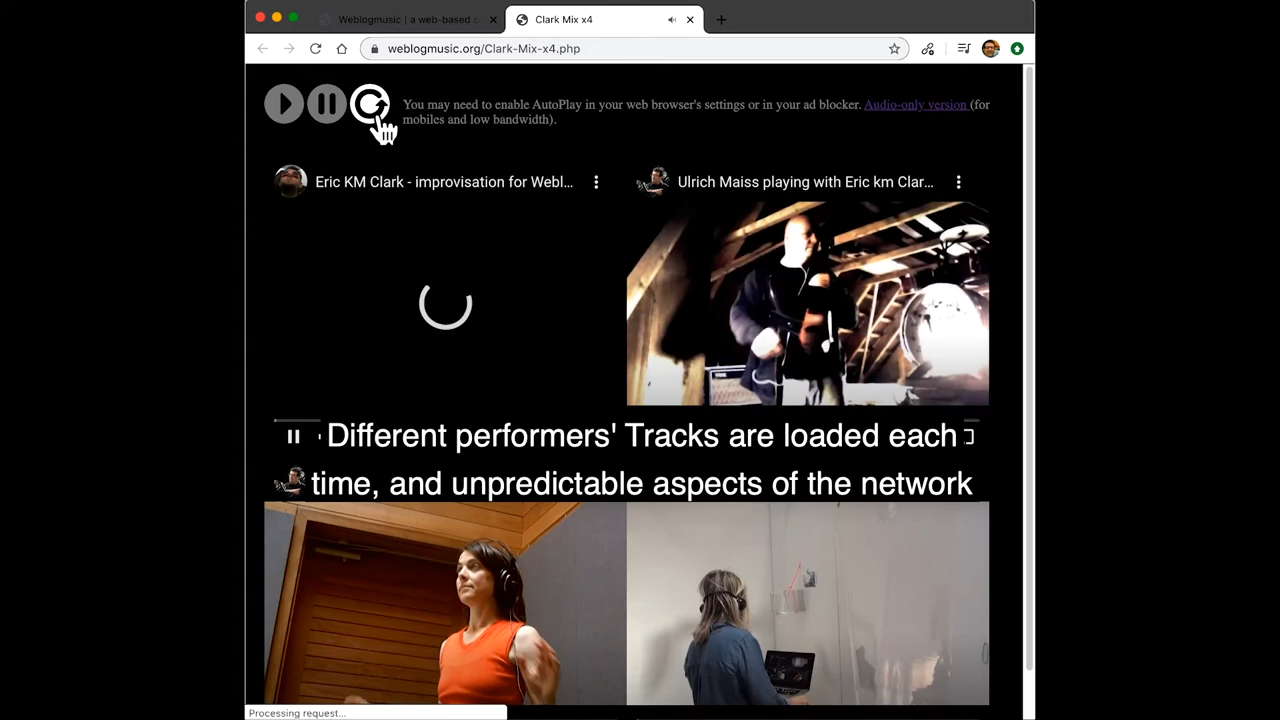 Weblogmusic | a web-based c
Clark Mix x4
weblogmusic.org/Clark-Mix-x4.php
You may need to enable AutoPlay in your web browser's settings or in your ad blocker. Audio-only version (for
mobiles and low bandwidth).
Eric KM Clark - improvisation for Webl...
Ulrich Maiss playing with Eric km Clar...
Different performers' Tracks are loaded each
time, and unpredictable aspects of the network
Processing request...